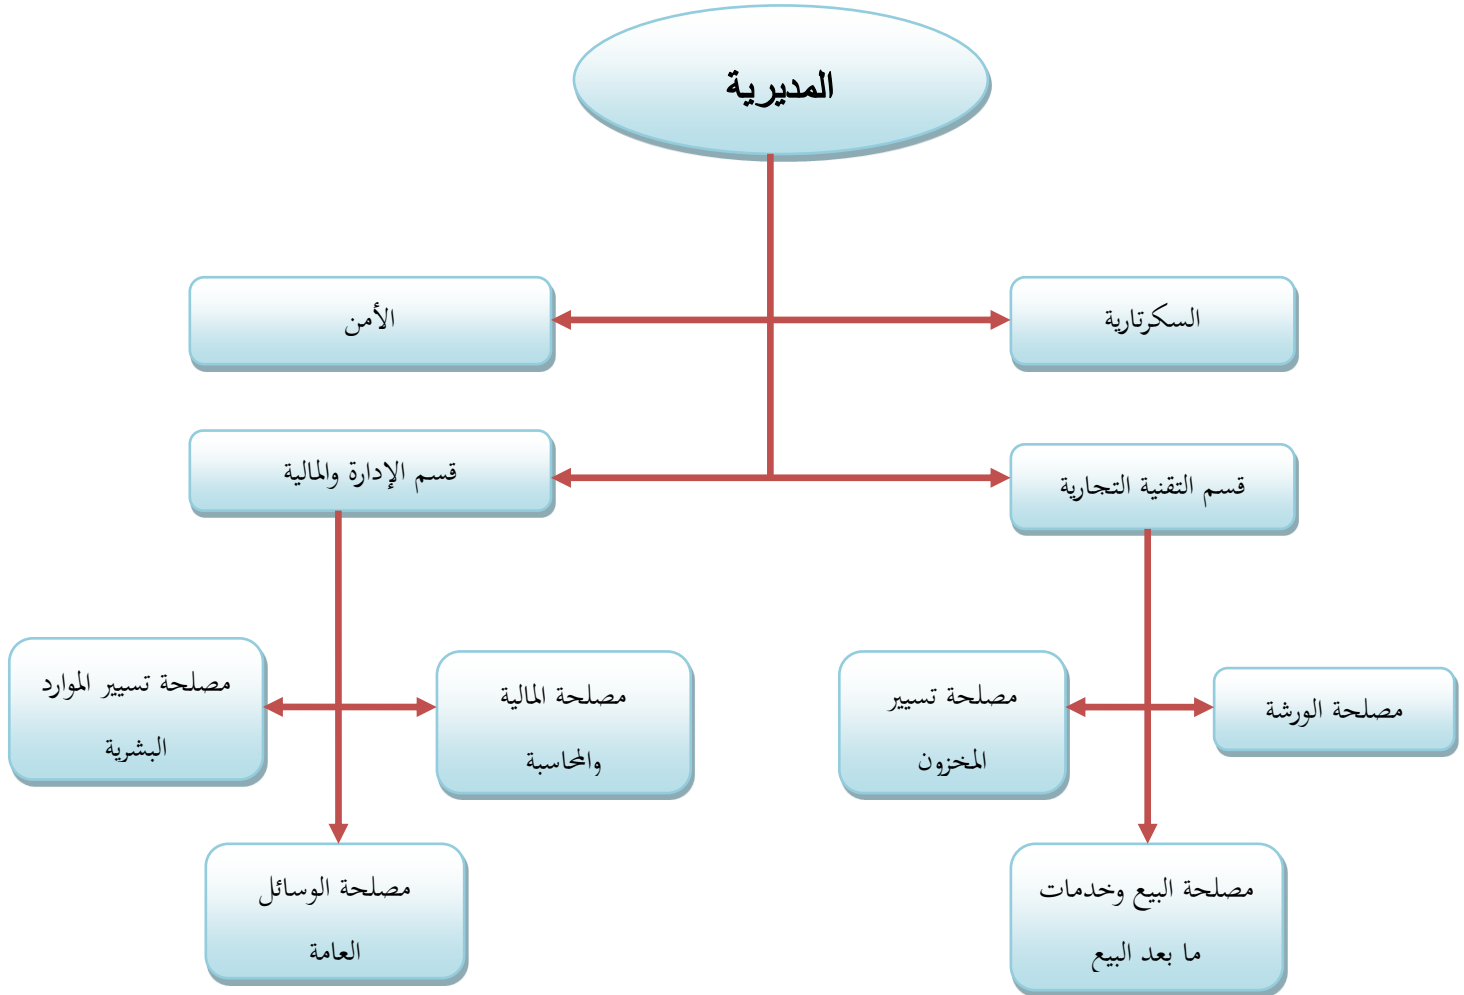 المديرية
السكرتارية
الأمن
قسم التقنية التجارية
قسم الإدارة والمالية
مصلحة الورشة
مصلحة تسيير
المخزون
مصلحة المالية
والمحاسبة
مصلحة تسيير الموارد
البشرية
مصلحة البيع وخدمات
ما بعد البيع
مصلحة الوسائل
العامة